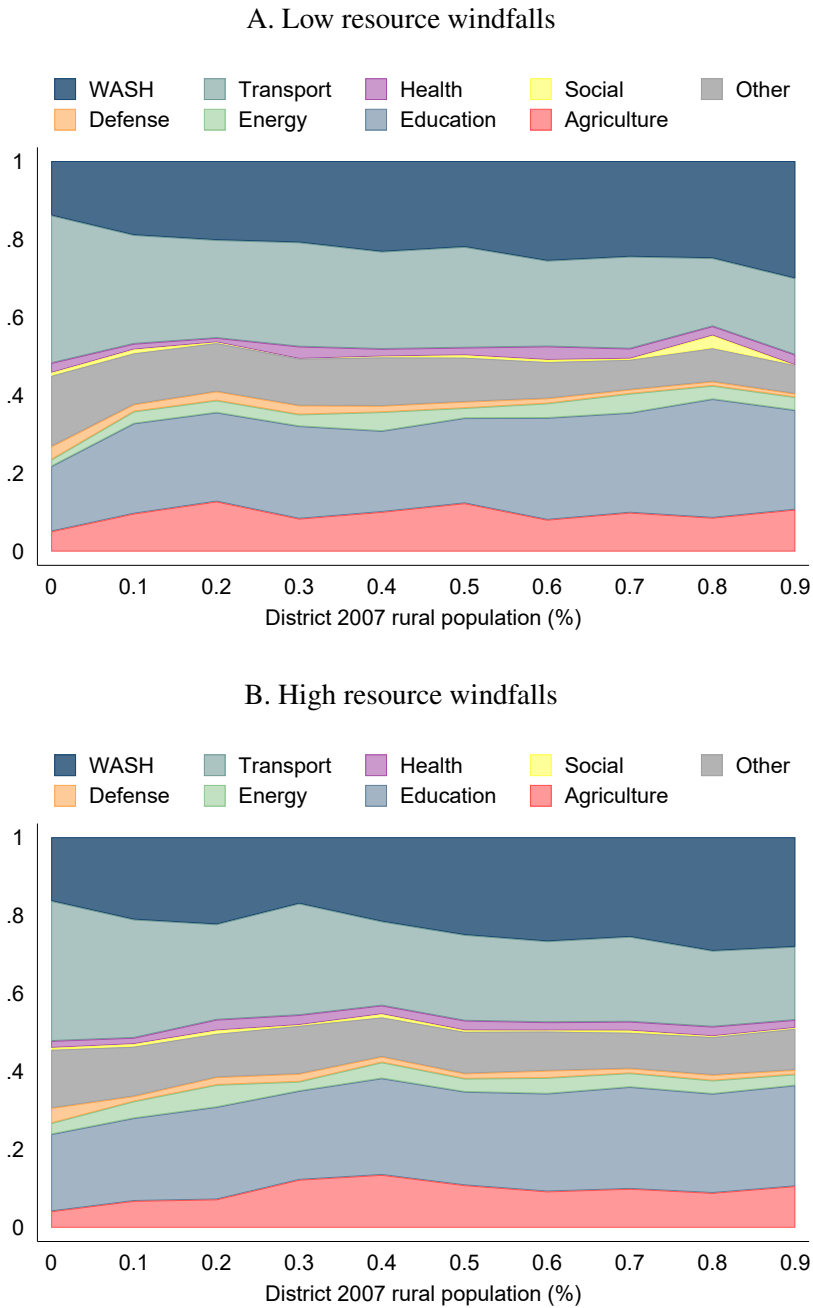 A. Low resource windfalls
WASH Transport Health Social Other
Defense Energy Education Agriculture
1
.8
.6
.4
.2
0
0 0.1 0.2 0.3 0.4 0.5 0.6 0.7 0.8 0.9
District 2007 rural population (%)
B. High resource windfalls
WASH Transport Health Social Other
Defense Energy Education Agriculture
1
.8
.6
.4
.2
0
0 0.1 0.2 0.3 0.4 0.5 0.6 0.7 0.8 0.9
District 2007 rural population (%)